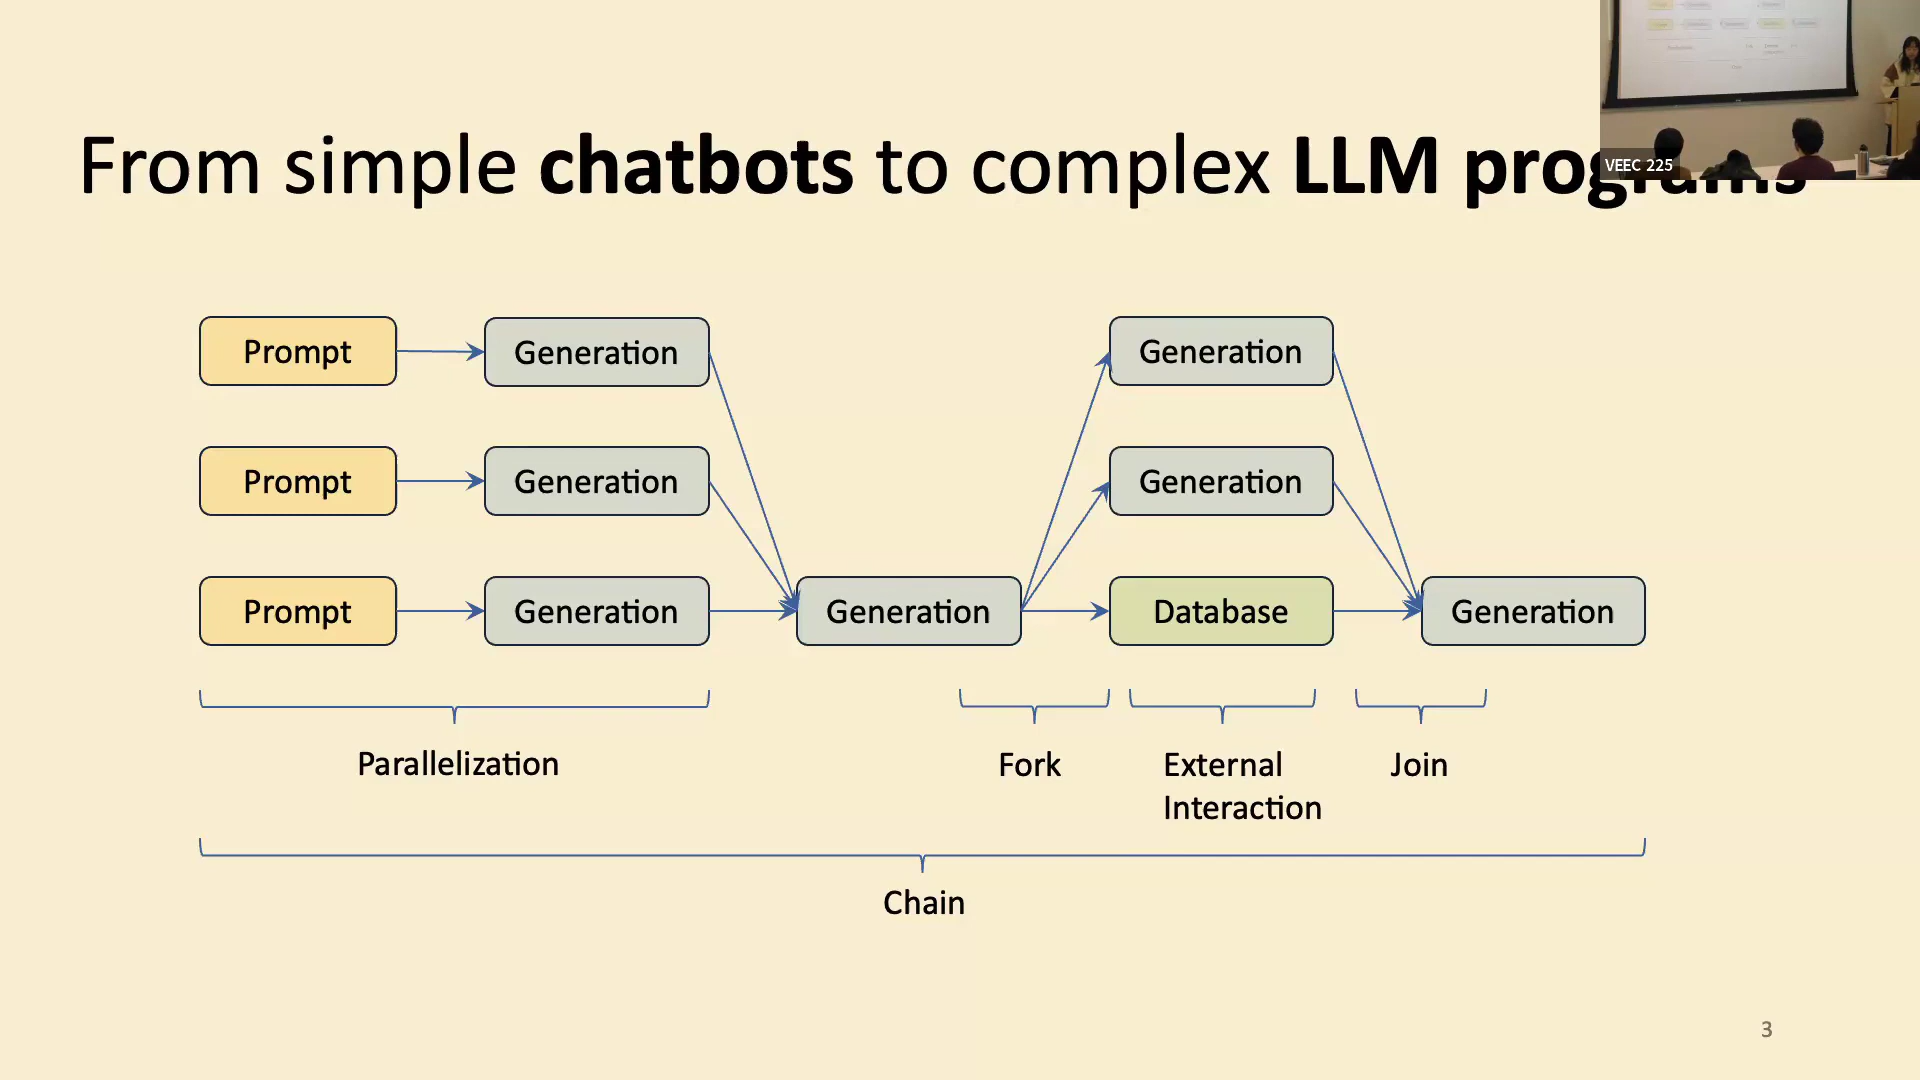 From simple chatbots to complex LLM programs
VEEC 225
Prompt
Generation
Generation
Prompt
Generation
Generation
Prompt
Generation
Generation
Database
Generation
Parallelization
Fork
External
Interaction
Join
Chain
3